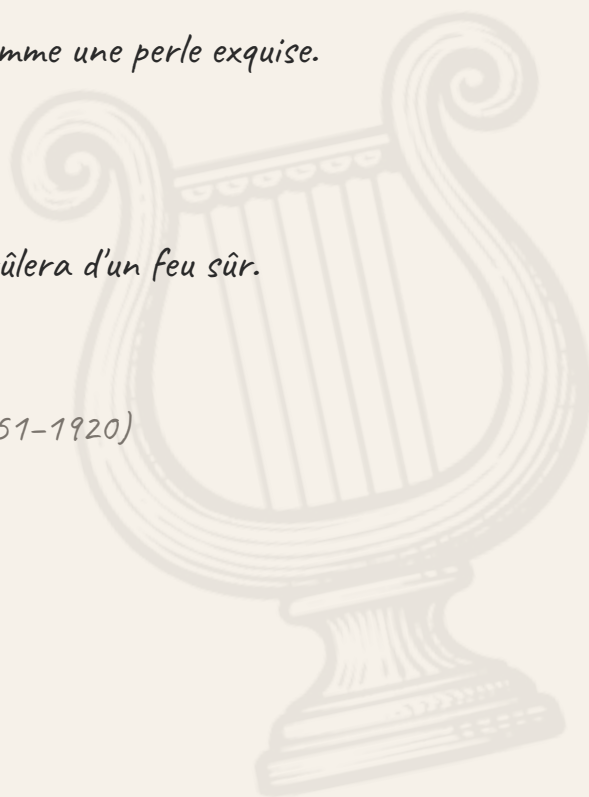 mme une perle exquise.
ûlera d'un feu sûr.
51–1920)